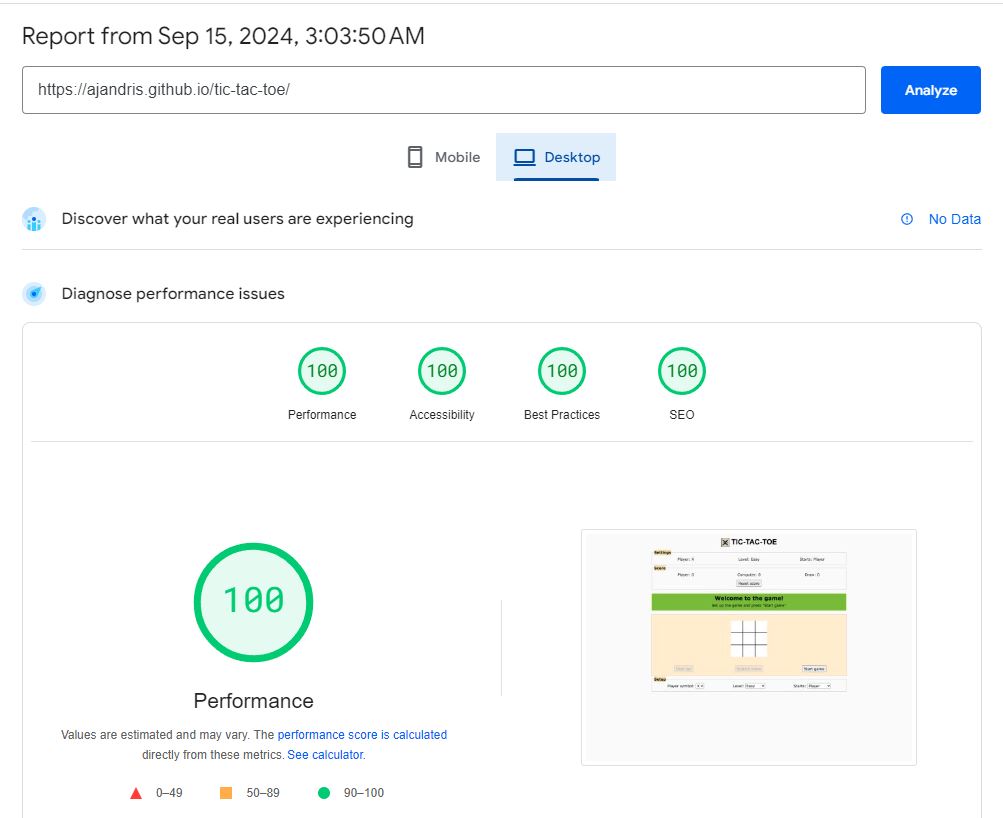 Report from Sep 15, 2024, 3:03:50 AM
https://ajandris.github.io/tic-tac-toe/
Analyze
Mobile
Desktop
Discover what your real users are experiencing
No Data
Diagnose performance issues
100
100
100
100
Performance
Accessibility
Best Practices
SEO
100
Performance
Values are estimated and may vary. The performance score is calculated
directly from these metrics. See calculator.
0–49
50–89
90–100
TIC-TAC-TOE
Settings
Level: Easy
Starts: Player
Score
Player: 0
Computer: 0
Draw: 0
Reset score
Welcome to the game!
Set up the game and press "Start game"
Start game
Setup
Player symbol:
Level: Easy
Starts: Player